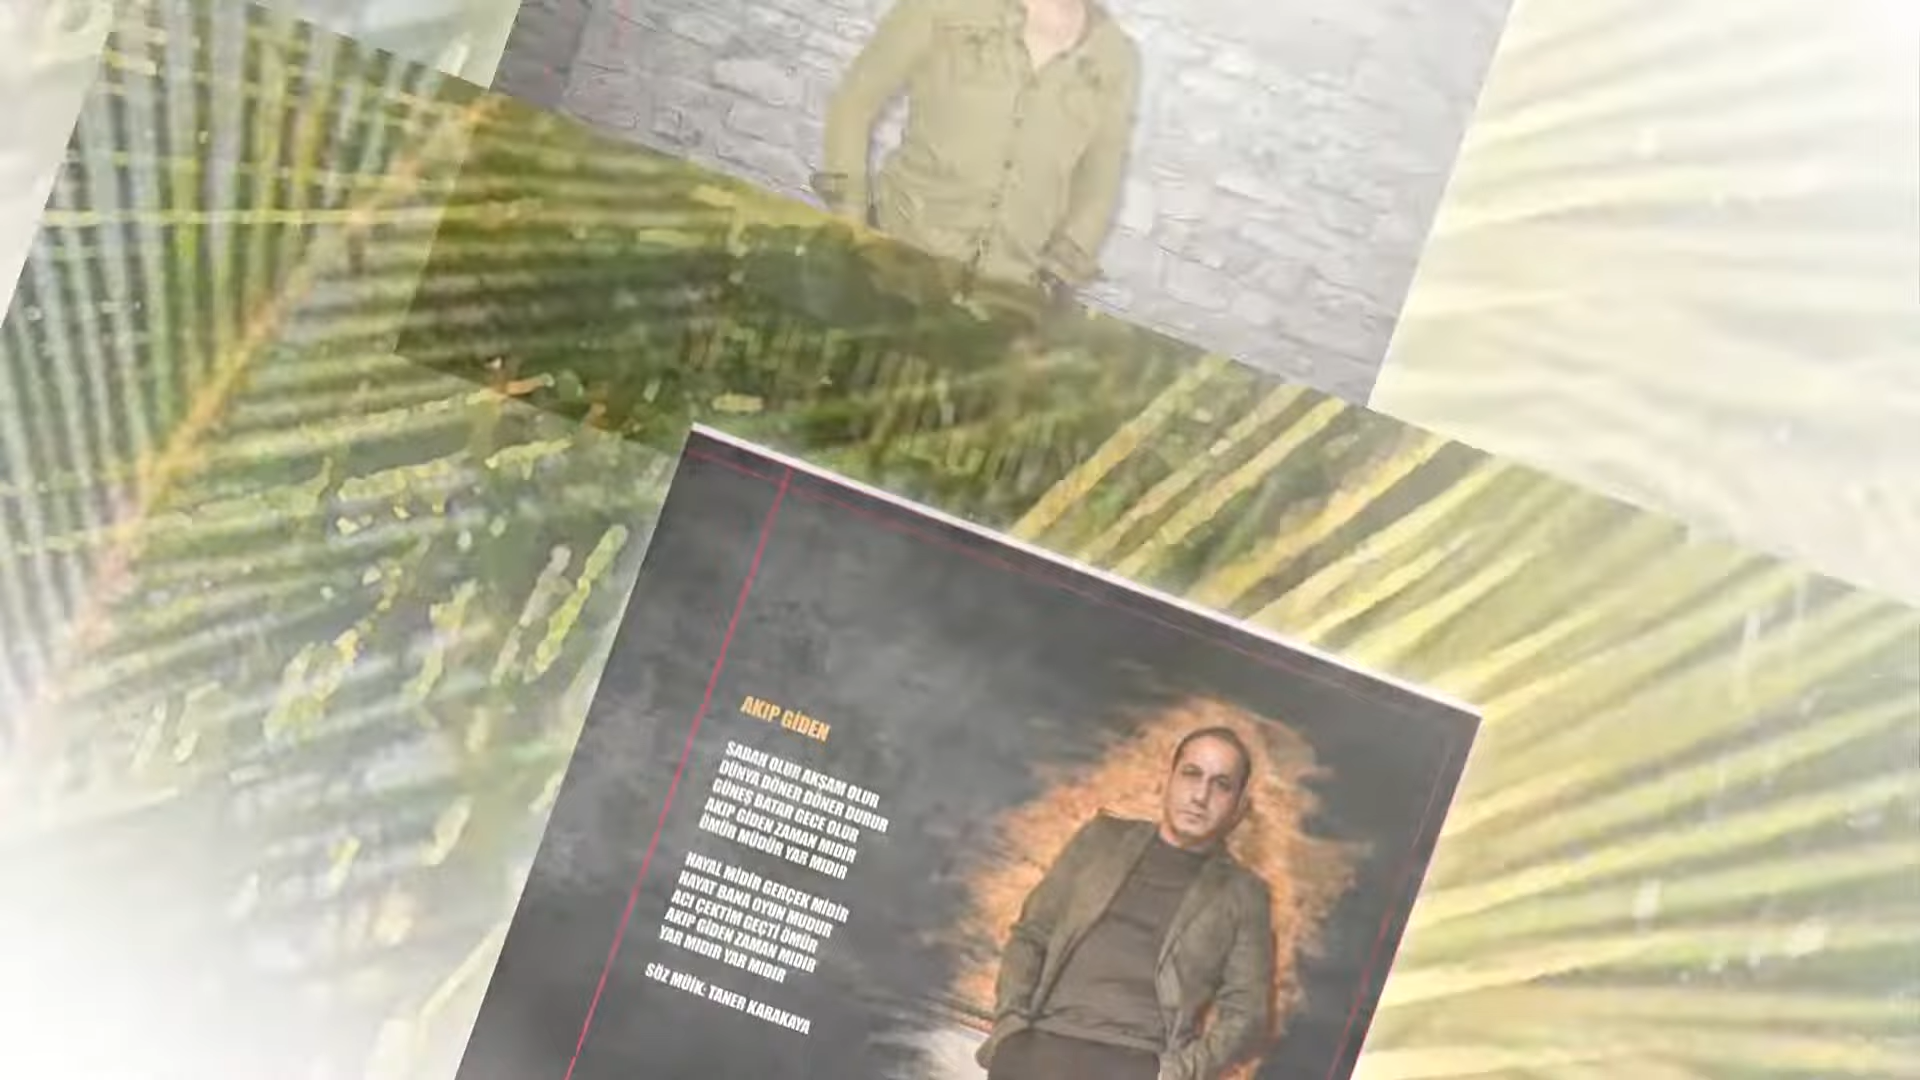 AKIP GİDEN
SABAH OLUR AKŞAM OLUR
DÜNYA DÖNER DÖNER DURUR
GÜNEŞ BATAR GECE OLUR
AKIP GİDEN ZAMAN MIDIR
ÖMÜR MÜDÜR YAR MIDIR
HAYAL MİDİR GERÇEK MİDİR
HAYAT BANA OYUN MUDUR
ACI ÇEKTİM GEÇTİ ÖMÜR
AKIP GİDEN ZAMAN MIDIR
YAR MIDIR YAR MIDIR
SÖZ MÜİK: TANER KARAKAYA